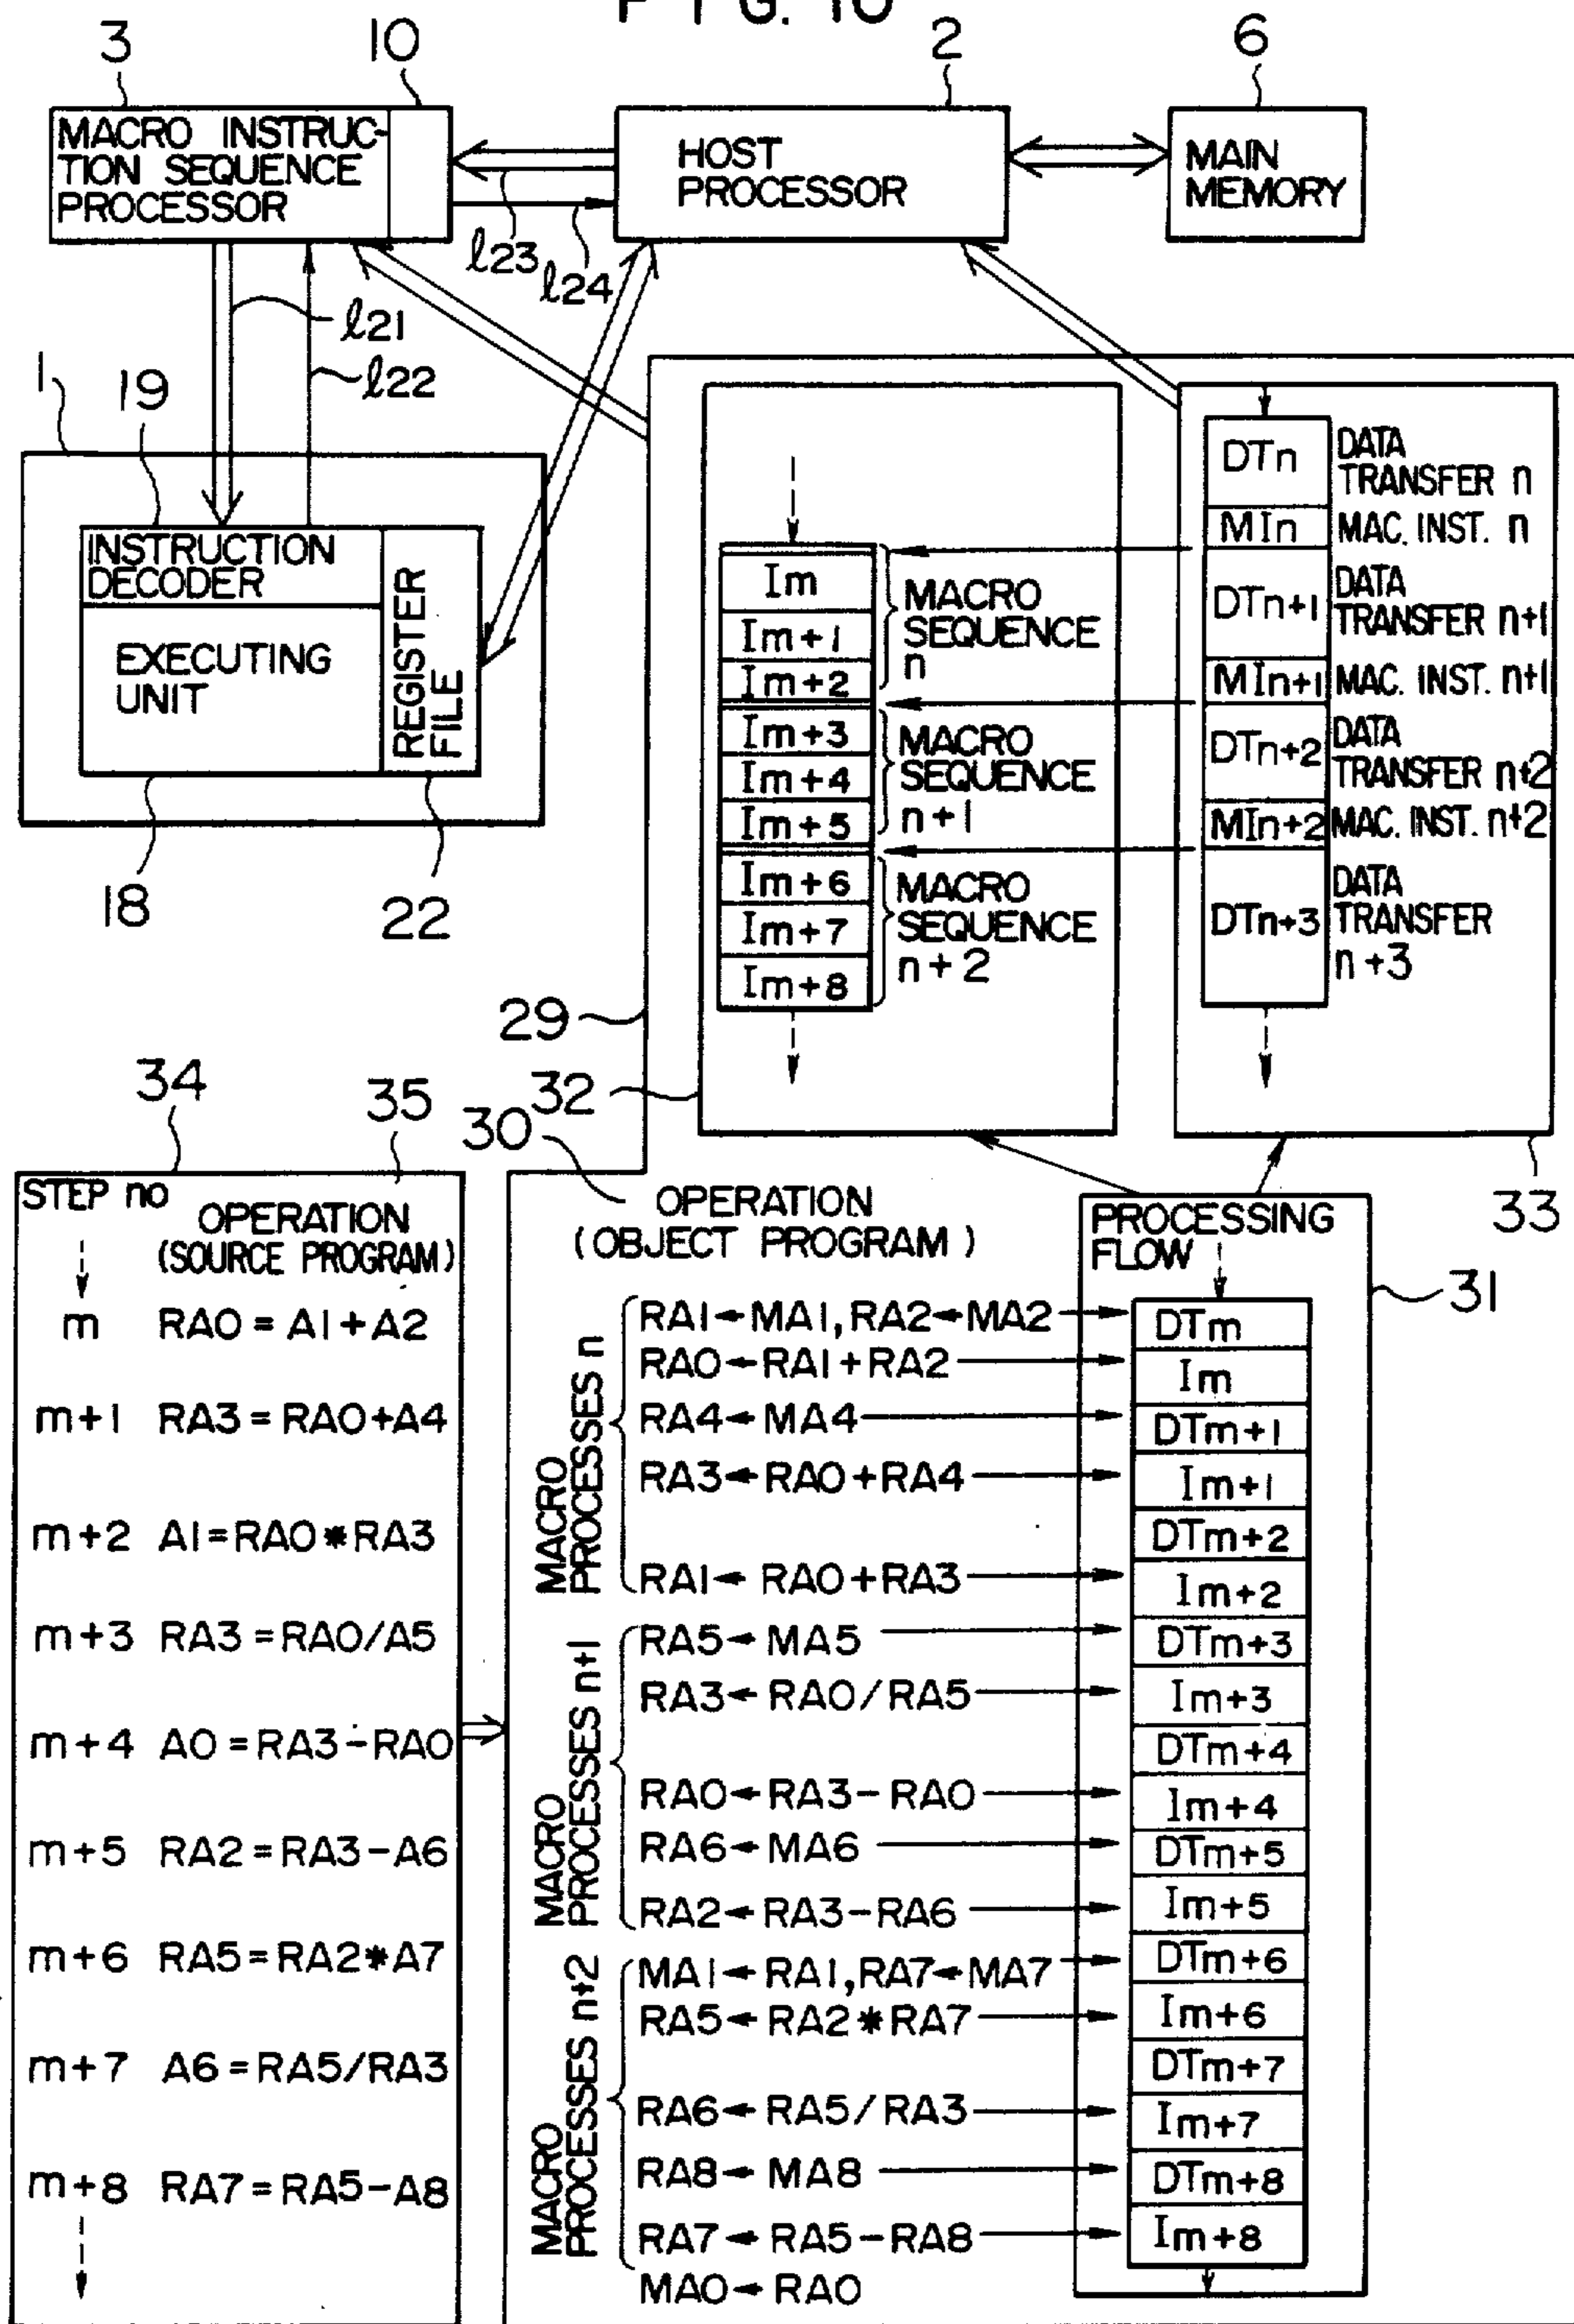 FIG. 10
3
10
2
6
MACRO INSTRUC-
TION SEQUENCE
PROCESSOR
HOST
PROCESSOR
MAIN
MEMORY
ℓ23
ℓ24
ℓ21
ℓ22
1
19
INSTRUCTION
DECODER
EXECUTING
UNIT
REGISTER
FILE
18
22
Im
Im+1
Im+2
Im+3
Im+4
Im+5
Im+6
Im+7
Im+8
MACRO
SEQUENCE
n
MACRO
SEQUENCE
n+1
MACRO
SEQUENCE
n+2
DTn
DATA
TRANSFER n
MIn
MAC. INST. n
DTn+1
DATA
TRANSFER n+1
MIn+1
MAC. INST. n+1
DTn+2
DATA
TRANSFER n+2
MIn+2
MAC. INST. n+2
DTn+3
DATA
TRANSFER
n+3
29
32
33
34
35
30
31
STEP no
OPERATION
(SOURCE PROGRAM)
m RA0 = A1+A2
m+1 RA3 = RA0+A4
m+2 A1=RA0*RA3
m+3 RA3 =RA0/A5
m+4 A0 =RA3-RA0
m+5 RA2 =RA3-A6
m+6 RA5=RA2*A7
m+7 A6 =RA5/RA3
m+8 RA7 =RA5-A8
OPERATION
(OBJECT PROGRAM)
MACRO
PROCESSES n
RA1←MA1,RA2←MA2
RA0←RA1+RA2
RA4←MA4
RA3←RA0+RA4
RA1← RA0+RA3
MACRO
PROCESSES n+1
RA5←MA5
RA3←RA0/RA5
RA0←RA3-RA0
RA6←MA6
RA2←RA3-RA6
MACRO
PROCESSES n+2
MA1←RA1,RA7←MA7
RA5←RA2*RA7
RA6←RA5/RA3
RA8←MA8
RA7←RA5-RA8
MA0←RA0
PROCESSING
FLOW
DTm
Im
DTm+1
Im+1
DTm+2
Im+2
DTm+3
Im+3
DTm+4
Im+4
DTm+5
Im+5
DTm+6
Im+6
DTm+7
Im+7
DTm+8
Im+8